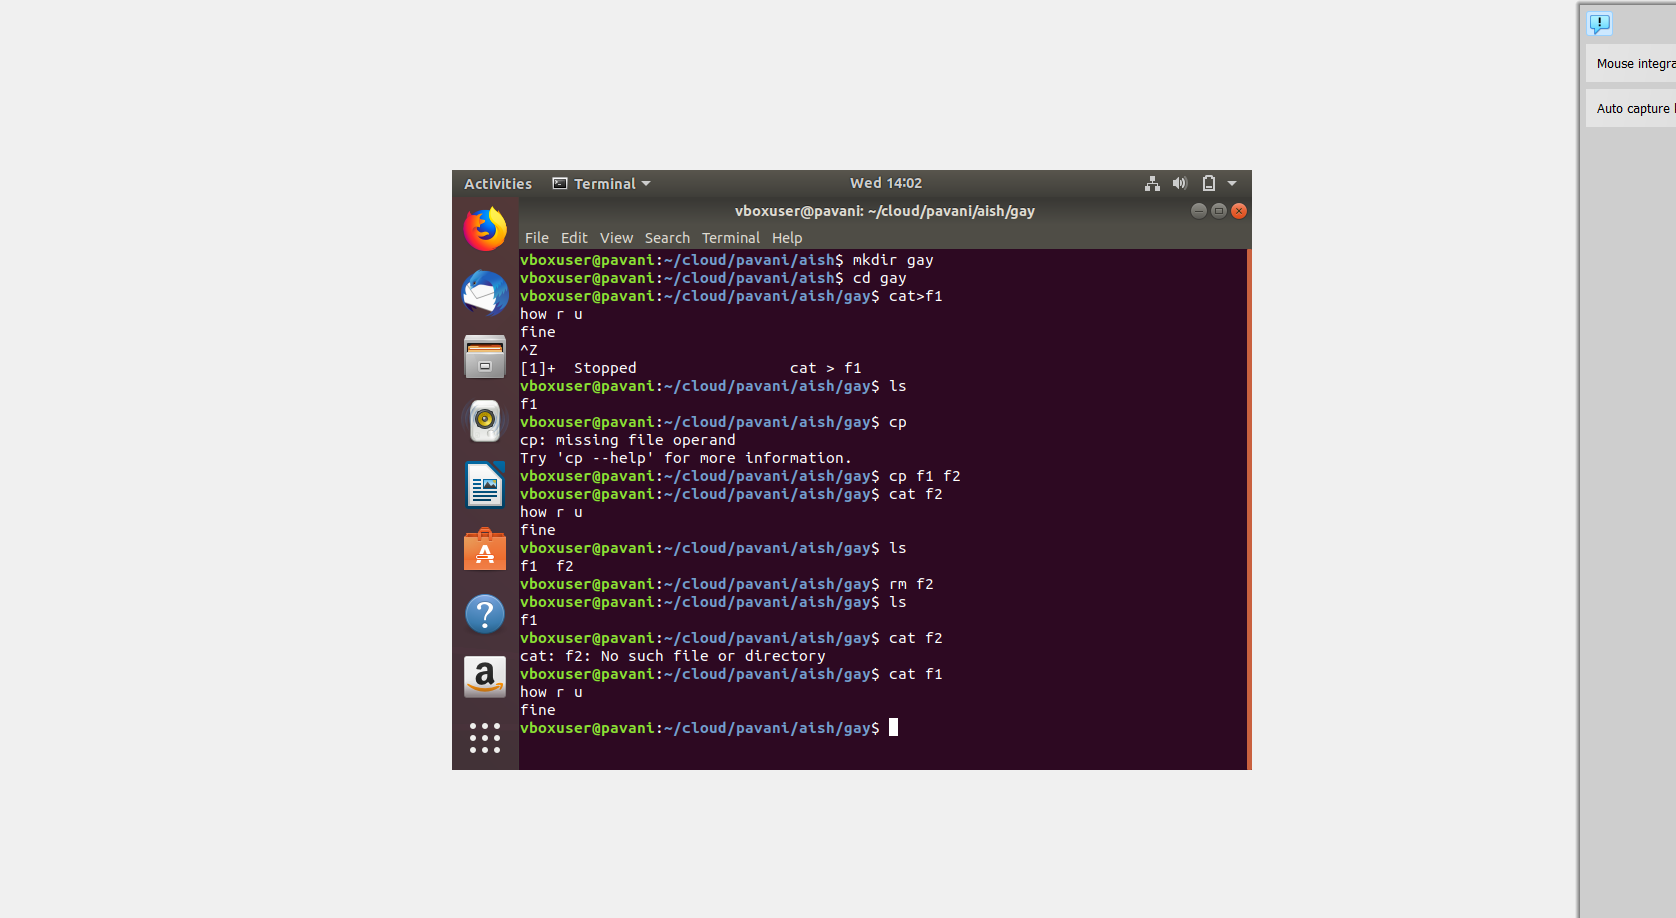 Mouse integra
Auto capture
Activities Terminal Wed 14:02
vboxuser@pavani: ~/cloud/pavani/aish/gay
File Edit View Search Terminal Help
vboxuser@pavani:~/cloud/pavani/aish$ mkdir gay
vboxuser@pavani:~/cloud/pavani/aish$ cd gay
vboxuser@pavani:~/cloud/pavani/aish/gay$ cat>f1
how r u
fine
^Z
[1]+  Stopped                 cat > f1
vboxuser@pavani:~/cloud/pavani/aish/gay$ ls
f1
vboxuser@pavani:~/cloud/pavani/aish/gay$ cp
cp: missing file operand
Try 'cp --help' for more information.
vboxuser@pavani:~/cloud/pavani/aish/gay$ cp f1 f2
vboxuser@pavani:~/cloud/pavani/aish/gay$ cat f2
how r u
fine
vboxuser@pavani:~/cloud/pavani/aish/gay$ ls
f1  f2
vboxuser@pavani:~/cloud/pavani/aish/gay$ rm f2
vboxuser@pavani:~/cloud/pavani/aish/gay$ ls
f1
vboxuser@pavani:~/cloud/pavani/aish/gay$ cat f2
cat: f2: No such file or directory
vboxuser@pavani:~/cloud/pavani/aish/gay$ cat f1
how r u
fine
vboxuser@pavani:~/cloud/pavani/aish/gay$